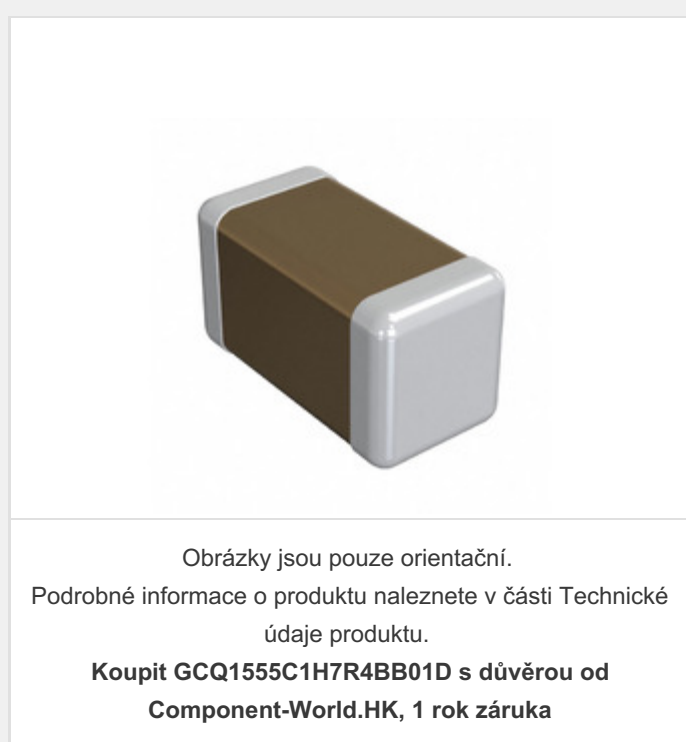 Obrázky jsou pouze orientační.
Podrobné informace o produktu naleznete v části Technické
údaje produktu.
Koupit GCQ1555C1H7R4BB01D s důvěrou od
Component-World.HK, 1 rok záruka